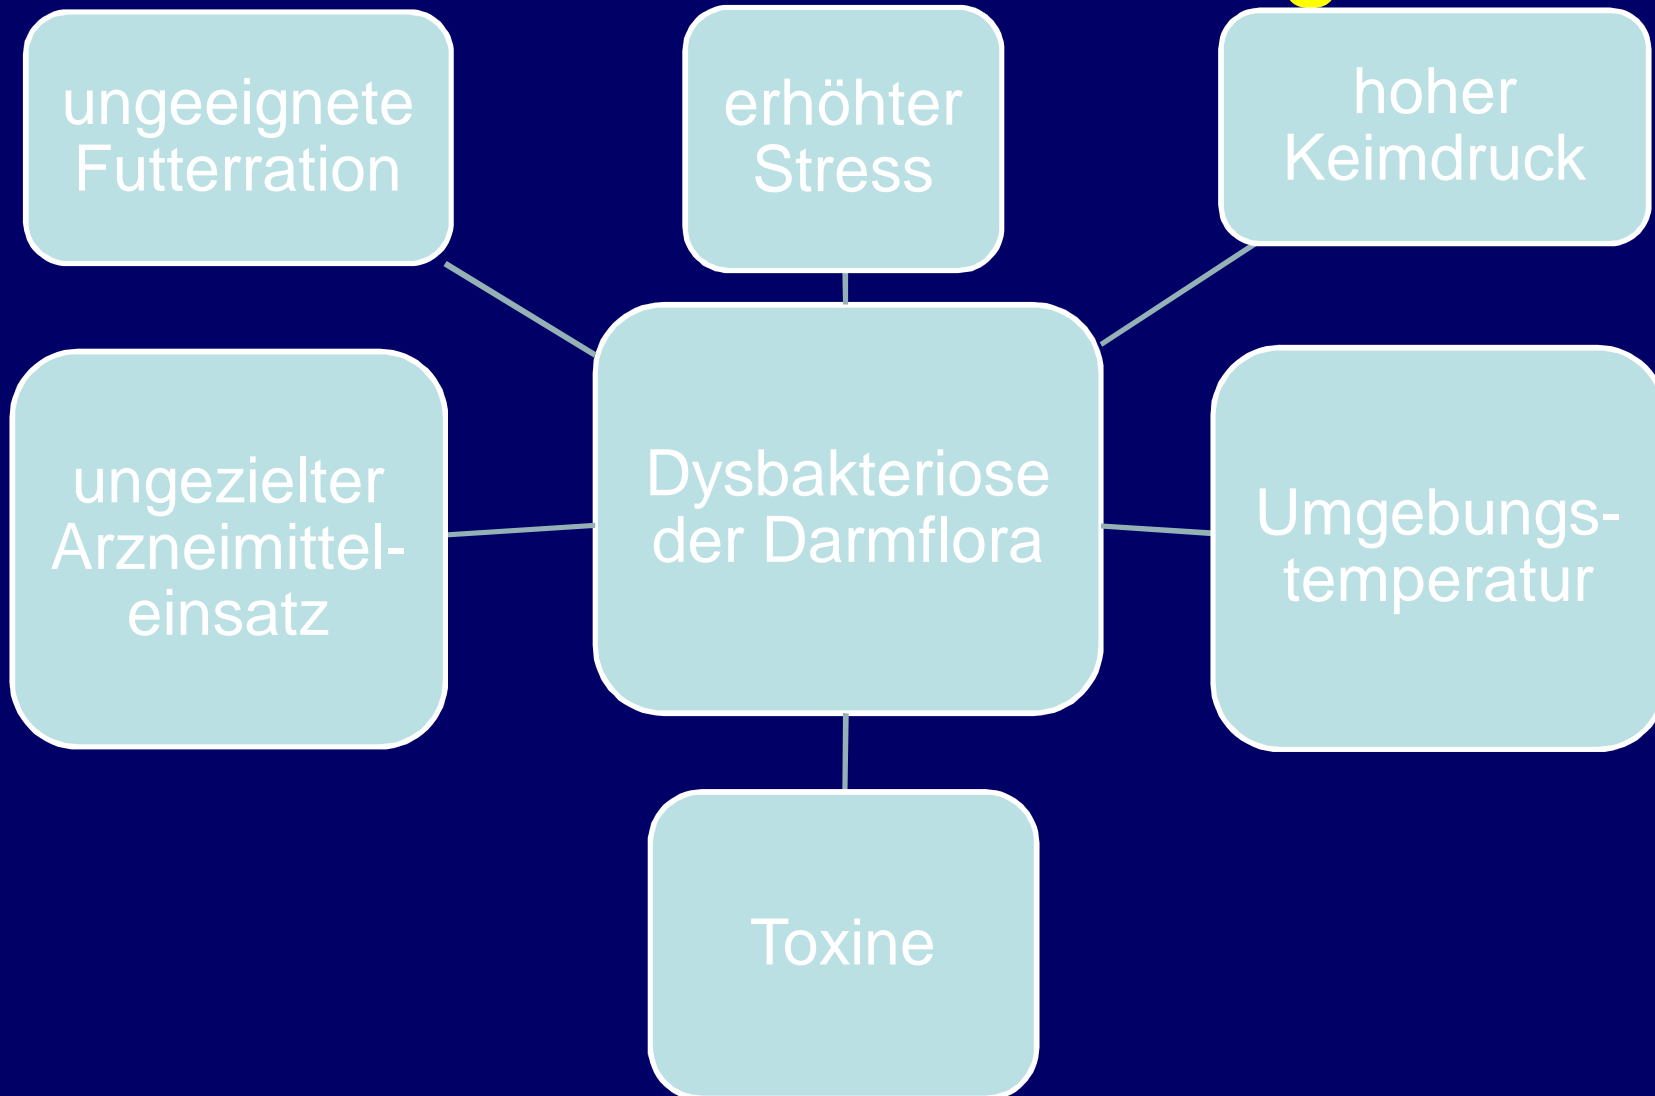 ungeeignete
Futterration
erhöhter
Stress
hoher
Keimdruck
ungezielter
Arzneimittel-
einsatz
Dysbakteriose
der Darmflora
Umgebungs-
temperatur
Toxine